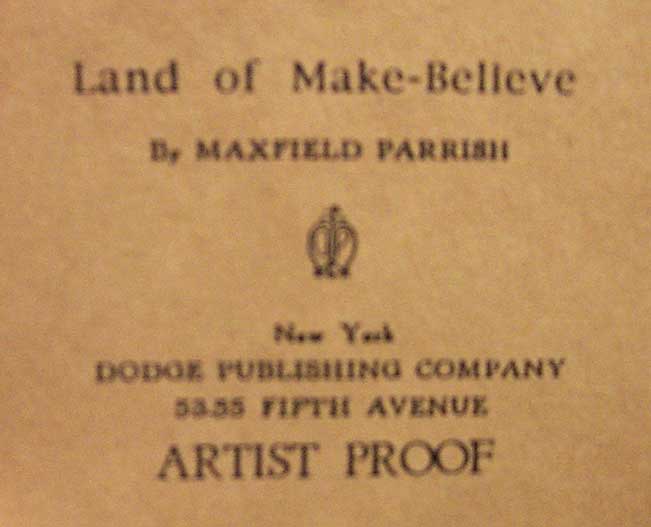 Land of Make-Believe
By MAXFIELD PARRISH
New York
DODGE PUBLISHING COMPANY
53-55 FIFTH AVENUE
ARTIST PROOF